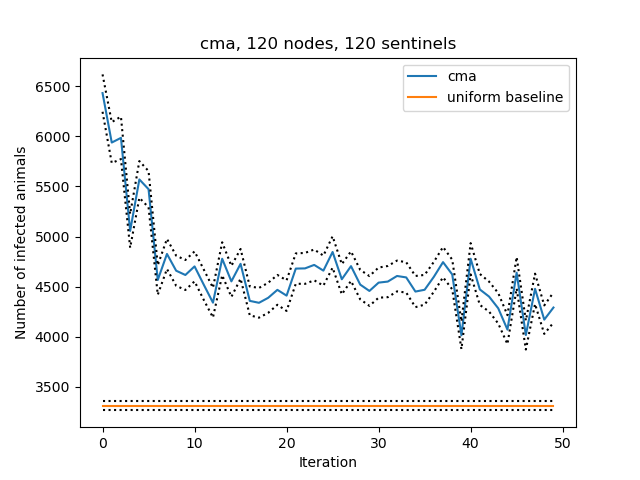 cma, 120 nodes, 120 sentinels
cma
uniform baseline
Number of infected animals
6500
6000
5500
5000
4500
4000
3500
0 10 20 30 40 50
Iteration